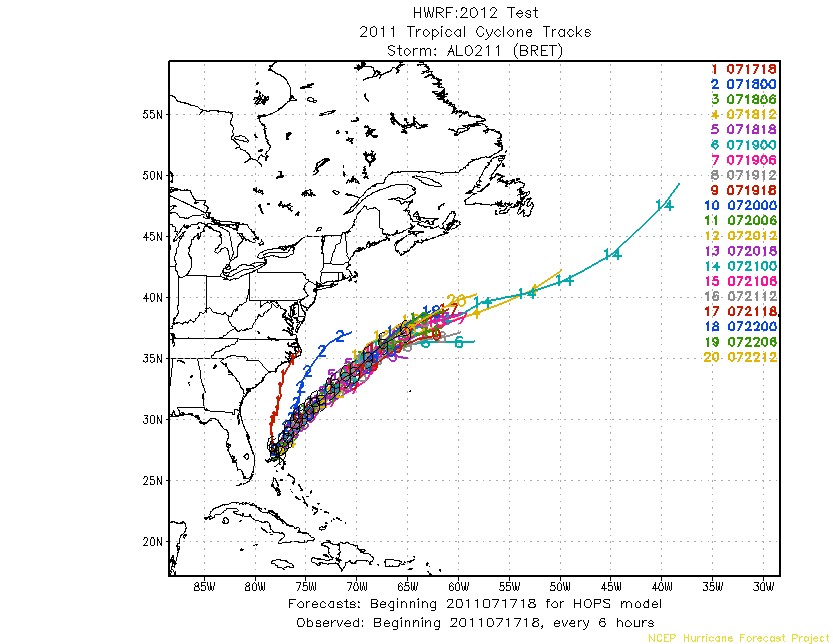 HWRF:2012 Test
2011 Tropical Cyclone Tracks
Storm: AL0211 (BRET)
1 071718
2 071800
3 071806
4 071812
5 071818
6 071900
7 071906
8 071912
9 071918
10 072000
11 072006
12 072012
13 072018
14 072100
15 072106
16 072112
17 072118
18 072200
19 072206
20 072212
55N
50N
45N
40N
35N
30N
25N
20N
85W 80W 75W 70W 65W 60W 55W 50W 45W 40W 35W 30W
Forecasts: Beginning 2011071718 for HOPS model
Observed: Beginning 2011071718, every 6 hours
NCEP Hurricane Forecast Project